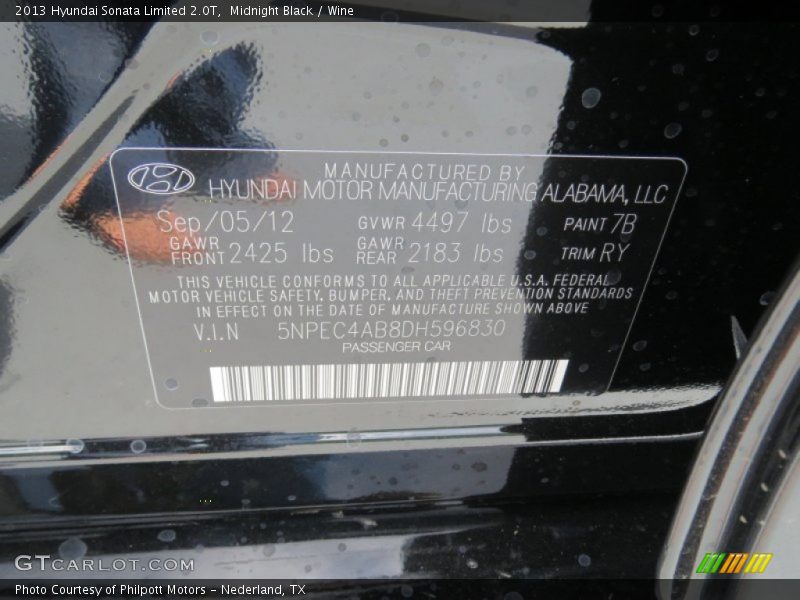 2013 Hyundai Sonata Limited 2.0T, Midnight Black / Wine
MANUFACTURED BY
HYUNDAI MOTOR MANUFACTURING ALABAMA, LLC
Sep/05/12 GVWR 4497 lbs PAINT 7B
GAWR FRONT 2425 lbs GAWR REAR 2183 lbs TRIM RY
THIS VEHICLE CONFORMS TO ALL APPLICABLE U.S.A. FEDERAL
MOTOR VEHICLE SAFETY, BUMPER, AND THEFT PREVENTION STANDARDS
IN EFFECT ON THE DATE OF MANUFACTURE SHOWN ABOVE
V.I.N 5NPEC4AB8DH596830
PASSENGER CAR
GTCARLOT.COM
Photo Courtesy of Philpott Motors - Nederland, TX